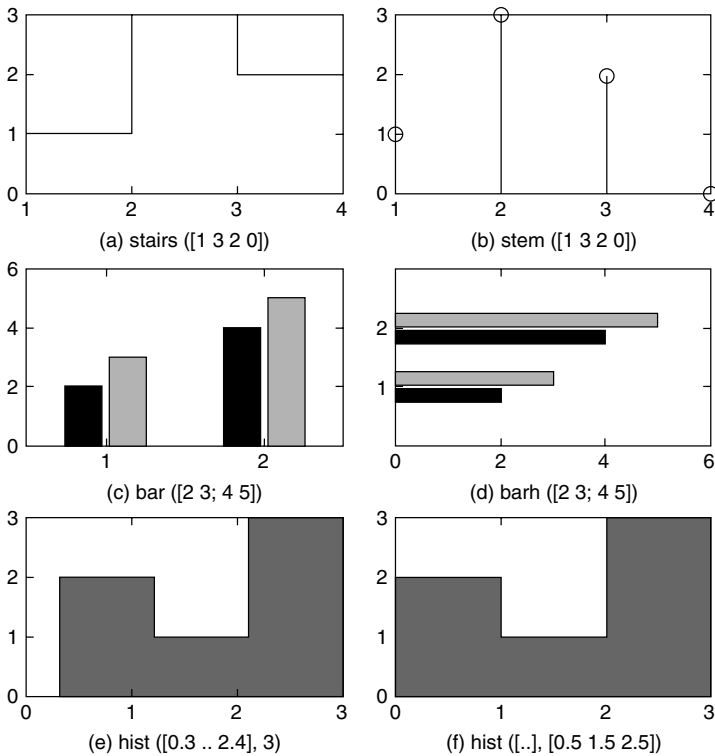 3
3
2
2
1
1
0
0
1 2 3 4
1 2 3 4
(a) stairs ([1 3 2 0])
(b) stem ([1 3 2 0])
6
4
2
0
1 2
2
1
0 2 4 6
(c) bar ([2 3; 4 5])
(d) barh ([2 3; 4 5])
3
3
2
2
1
1
0
0
0 1 2 3
0 1 2 3
(e) hist ([0.3 .. 2.4], 3)
(f) hist ([..], [0.5 1.5 2.5])